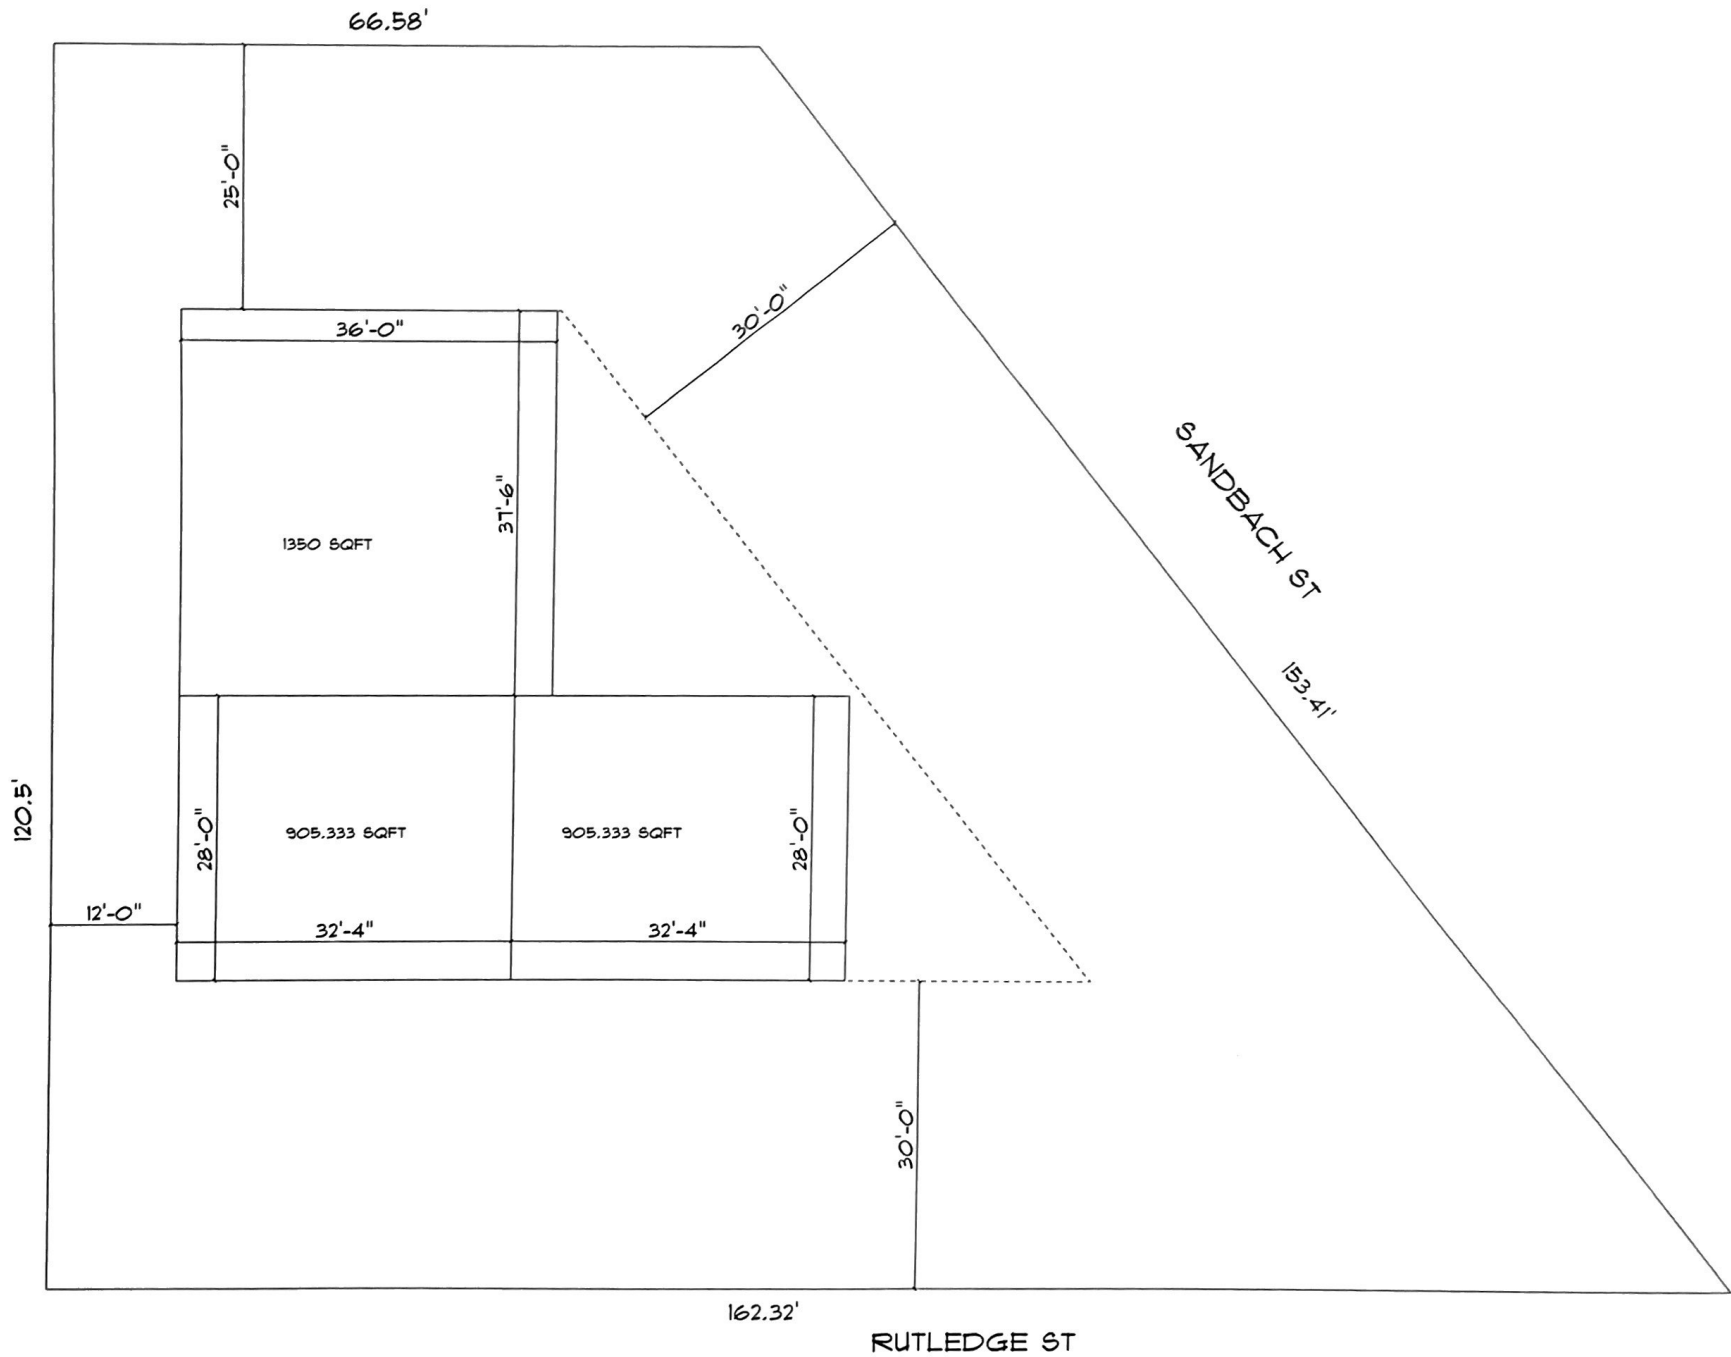 66.58'
25'-0"
30'-0"
36'-0"
37'-6"
SANDBACH ST
1350 SQFT
153.41'
120.5'
28'-0"
905.333 SQFT
905.333 SQFT
28'-0"
12'-0"
32'-4"
32'-4"
30'-0"
162.32'
RUTLEDGE ST